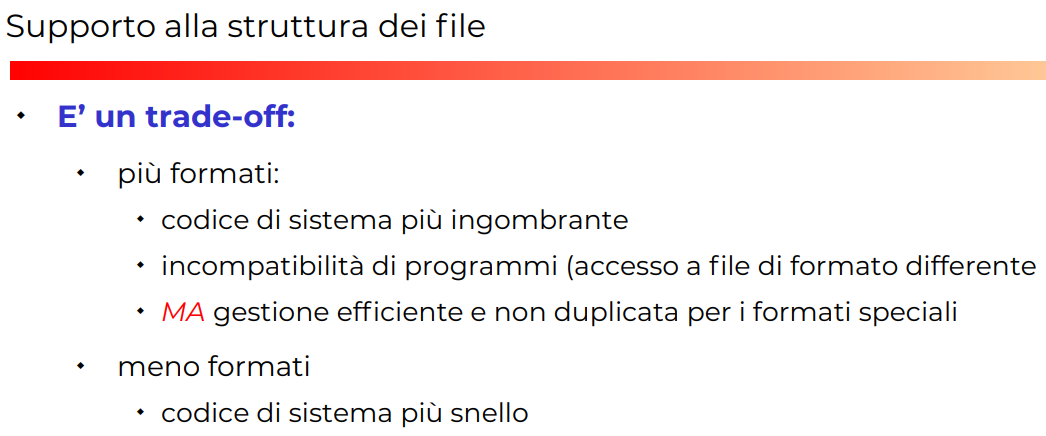 Supporto alla struttura dei file
E' un trade-off:
più formati:
codice di sistema più ingombrante
incompatibilità di programmi (accesso a file di formato differente
MA gestione efficiente e non duplicata per i formati speciali
meno formati
codice di sistema più snello